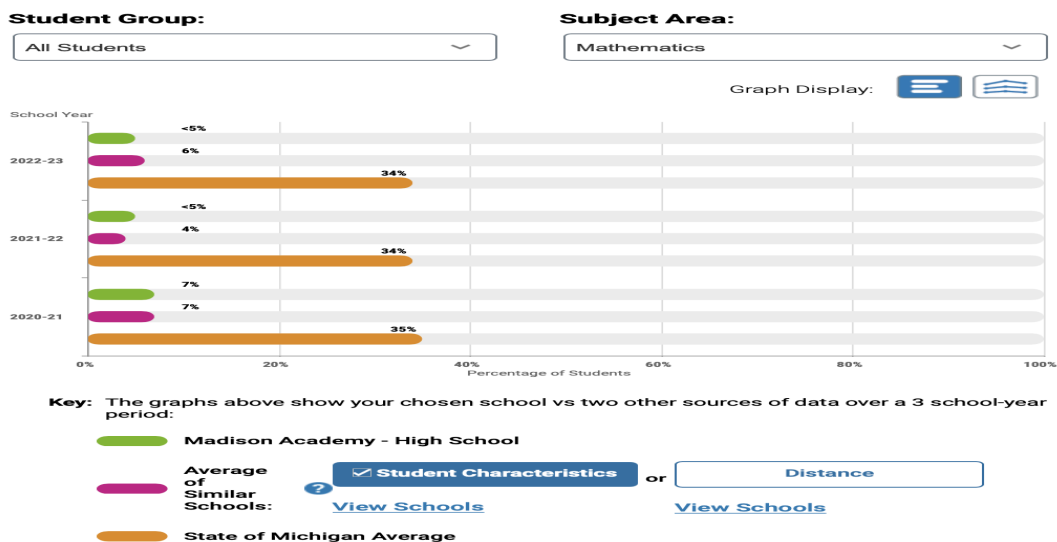 Student Group:
Subject Area:
All Students
Mathematics
Graph Display:
School Year
<5%
2022-23
6%
34%
<5%
2021-22
4%
34%
7%
2020-21
7%
35%
0%
20%
40%
60%
80%
100%
Percentage of Students
Key: The graphs above show your chosen school vs two other sources of data over a 3 school-year
period:
Madison Academy - High School
Average
of
Similar
Schools:
?
Student Characteristics
or
Distance
View Schools
View Schools
State of Michigan Average